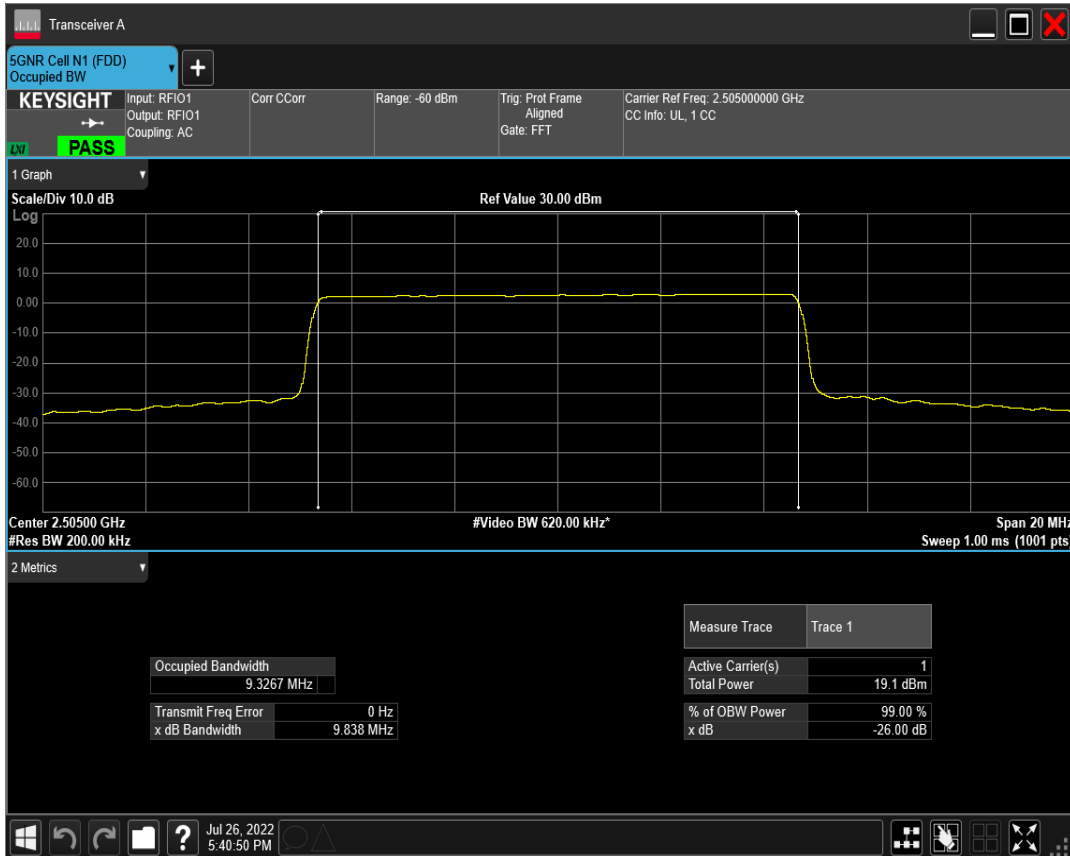 Transceiver A
5GNR Cell N1 (FDD)
Occupied BW
+
KEYSIGHT
LXI
PASS
Input: RFIO1
Output: RFIO1
Coupling: AC
Corr CCorr
Range: -60 dBm
Trig: Prot Frame
Aligned
Gate: FFT
Carrier Ref Freq: 2.505000000 GHz
CC Info: UL, 1 CC
1 Graph
Scale/Div 10.0 dB
Ref Value 30.00 dBm
Log
20.0
10.0
0.00
-10.0
-20.0
-30.0
-40.0
-50.0
-60.0
Center 2.50500 GHz
#Video BW 620.00 kHz*
Span 20 MHz
#Res BW 200.00 kHz
Sweep 1.00 ms (1001 pts)
2 Metrics
Measure Trace Trace 1
Occupied Bandwidth
9.3267 MHz
Active Carrier(s) 1
Total Power 19.1 dBm
Transmit Freq Error 0 Hz
x dB Bandwidth 9.838 MHz
% of OBW Power 99.00 %
x dB -26.00 dB
?
Jul 26, 2022
5:40:50 PM